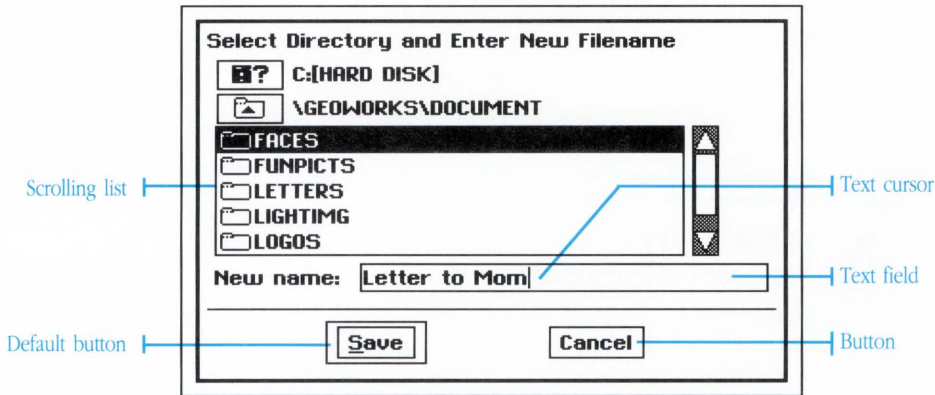 Select Directory and Enter New Filename
C:[HARD DISK]
\GEOWORKS\DOCUMENT
FACES
FUNPICTS
Scrolling list
LETTERS
Text cursor
LIGHTIMG
LOGOS
New name: Letter to Mom
Text field
Default button
Save
Cancel
Button
?